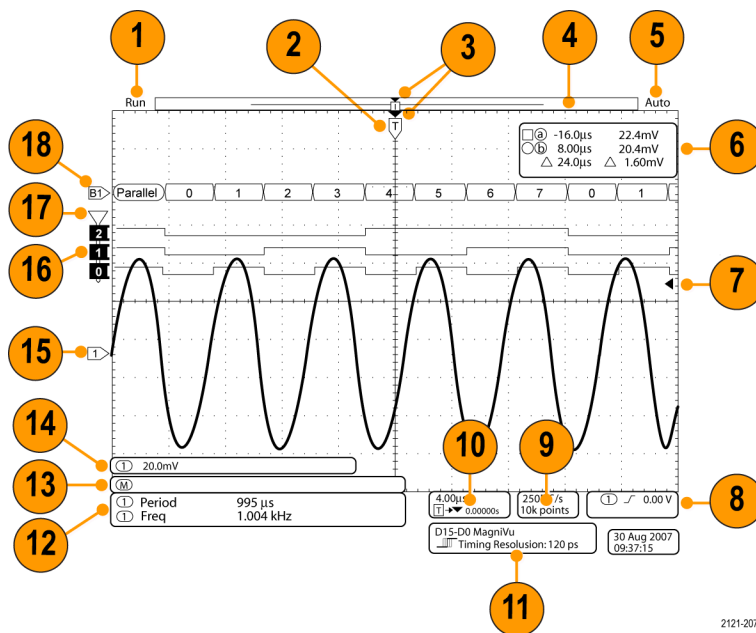 1
2
3
4
5
Run
Auto
T
6
a -16.0µs 22.4mV
b 8.00µs 20.4mV
△ 24.0µs △ 1.60mV
18
B1 Parallel 0 1 2 3 4 5 6 7 0 1
17
2
16
1
0
7
15
1
14
1 20.0mV
10
9
13
M
4.00µs
T 0.00000s
10k points
1 0.00 V
8
12
1 Period 995 µs
1 Freq 1.004 kHz
D15-D0 MagniVu
Timing Resolusion: 120 ps
30 Aug 2007
09:37:15
11